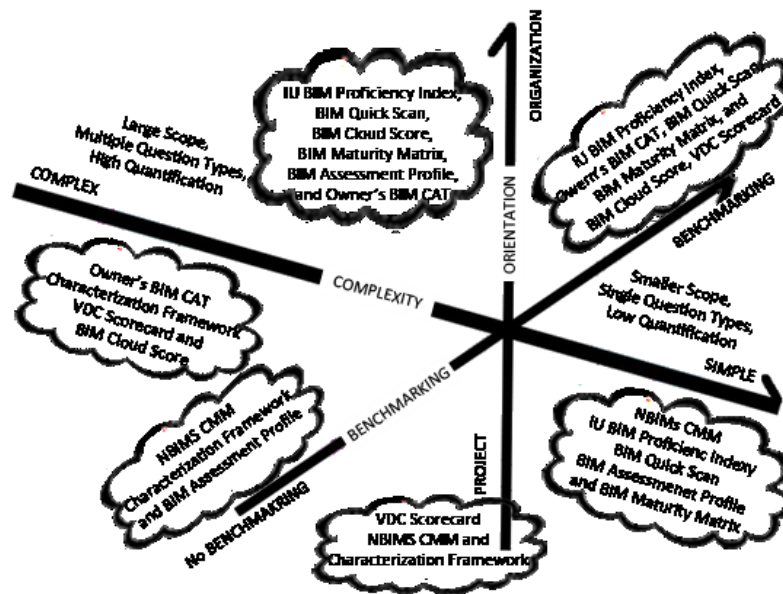 IU BIM Proficiency Index,
BIM Quick Scan,
BIM Cloud Score,
BIM Maturity Matrix,
BIM Assessment Profile,
and Owner's BIM CAT
ORGANIZATION
IU BIM Proficiency Index,
Owern's BIM CAT, BIM Quick Scan,
BIM Maturity Matrix, and
BIM Cloud Score, VDC Scorecard
Large Scope,
Multiple Question Types,
High Quantification
COMPLEX
ORIENTATION
BENCHMARKING
COMPLEXITY
Smaller Scope,
Single Question Types,
Low Quantification
SIMPLE
Owner's BIM CAT
Characterization Framework
VDC Scorecard and
BIM Cloud Score
BENCHMARKING
NBIMS CMM
Characterization Framework
and BIM Assessment Profile
No BENCHMAKRING
PROJECT
VDC Scorecard
NBIMS CMM and
Characterization Framework
NBIMs CMM
IU BIM Proficienc Indexy
BIM Quick Scan
BIM Assessmenet Profile
and BIM Maturity Matrix